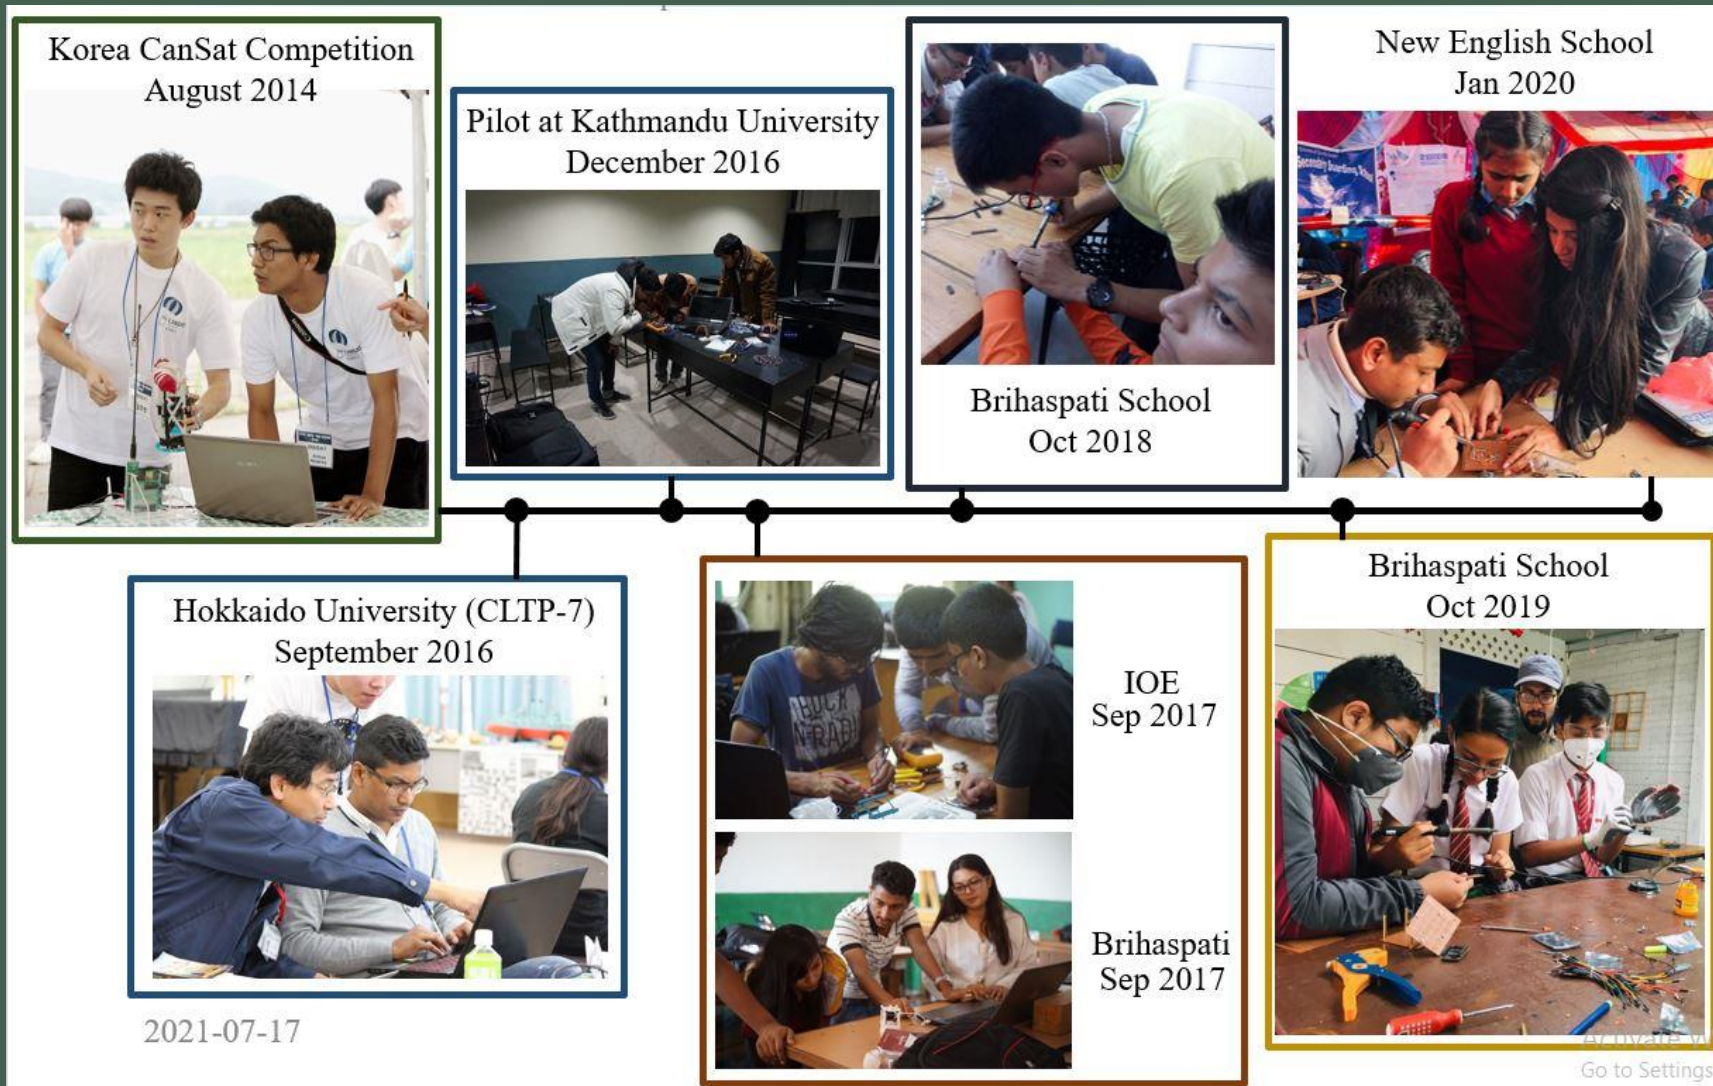 Korea CanSat Competition
August 2014
Pilot at Kathmandu University
December 2016
Brihaspati School
Oct 2018
New English School
Jan 2020
Hokkaido University (CLTP-7)
September 2016
IOE
Sep 2017
Brihaspati
Sep 2017
Brihaspati School
Oct 2019
2021-07-17
Activate
Go to Settings